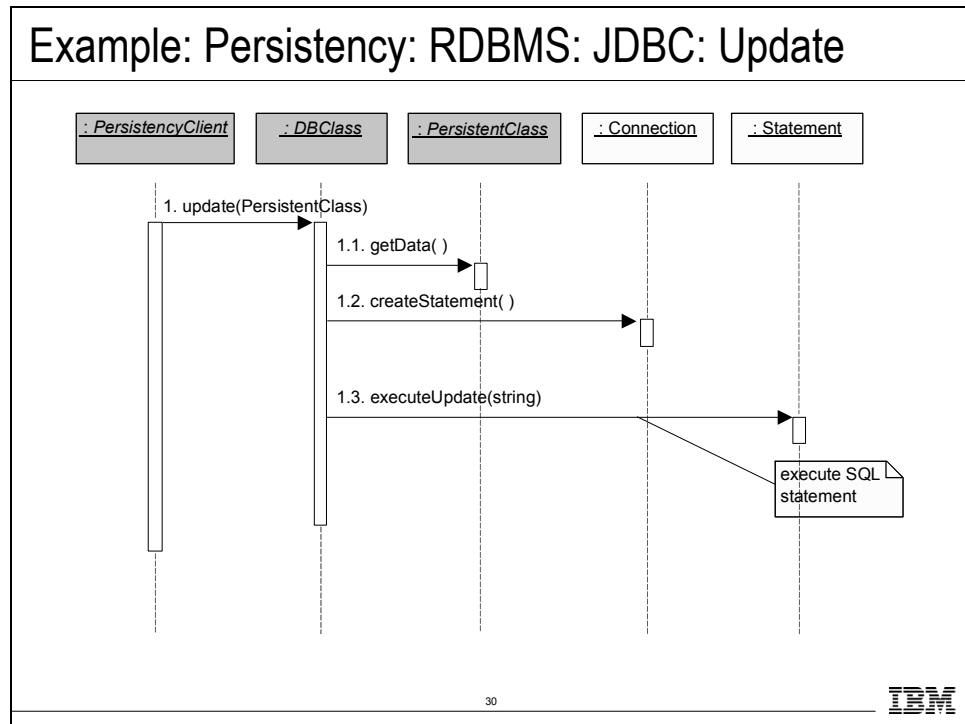 Example: Persistency: RDBMS: JDBC: Update
: PersistencyClient
: DBClass
: PersistentClass
: Connection
: Statement
1. update(PersistentClass)
1.1. getData( )
1.2. createStatement( )
1.3. executeUpdate(string)
execute SQL
statement
30
IBM